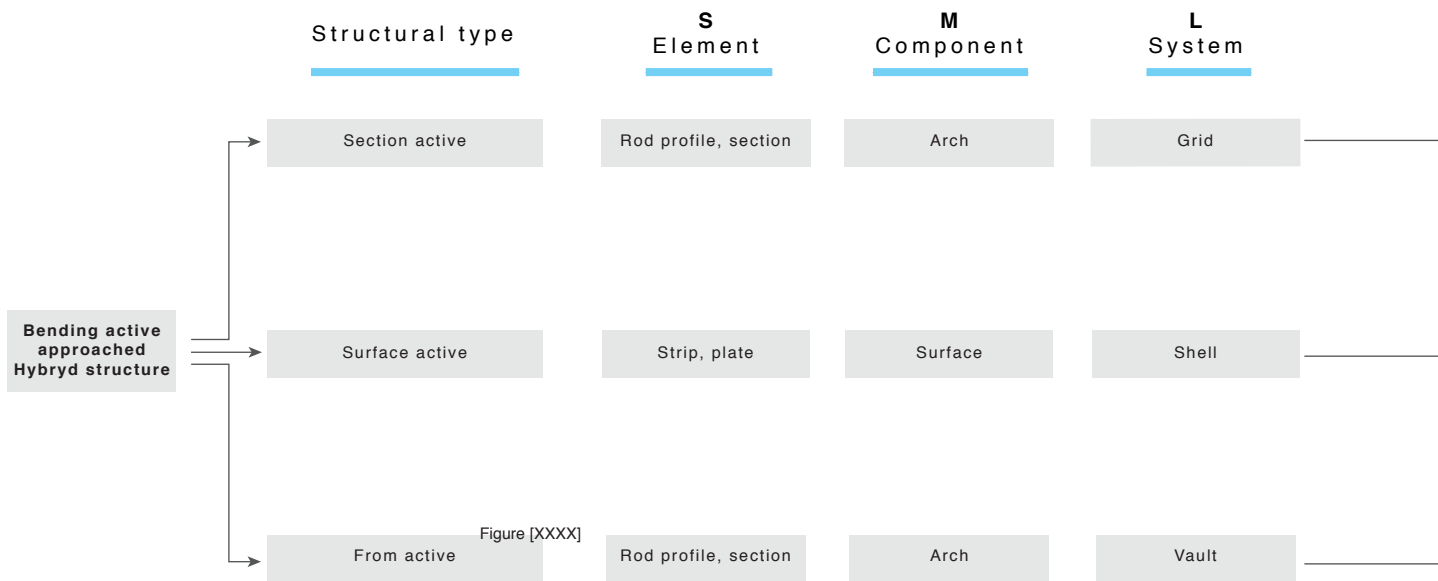 Structural type
S
Element
M
Component
L
System
Section active
Rod profile, section
Arch
Grid
Bending active
approached
Hybryd structure
Surface active
Strip, plate
Surface
Shell
Figure [XXXX]
From active
Rod profile, section
Arch
Vault